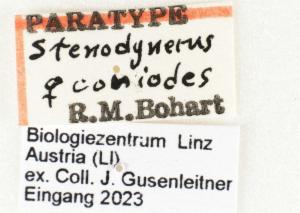 PARATYPE
Stenodynerus
♀ coniodes
R.M.Bohart
Biologiezentrum Linz
Austria (LI)
ex. Coll. J. Gusenleitner
Eingang 2023